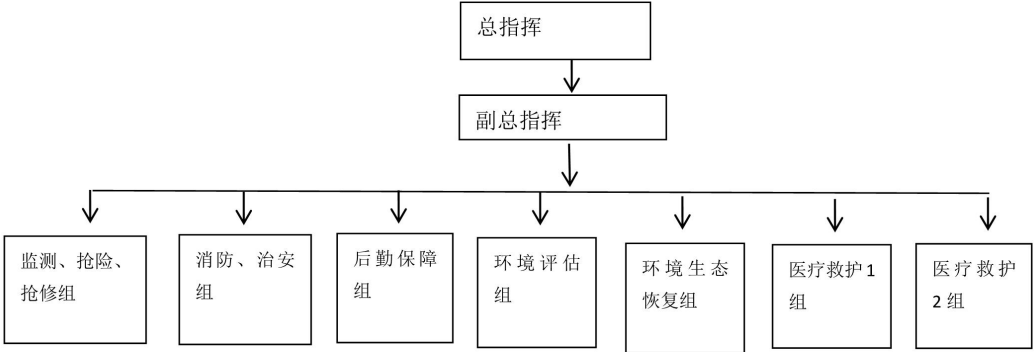 总指挥
副总指挥
监测、抢险、
抢修组
消防、治安
组
后勤保障
组
环境评估
组
环境生态
恢复组
医疗救护1
组
医疗救护
2组